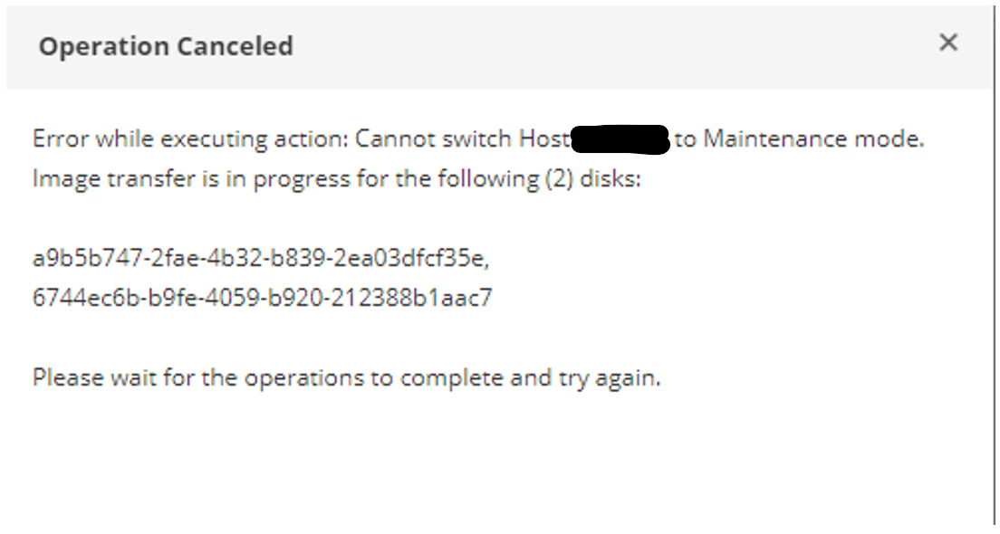 Operation Canceled
Error while executing action: Cannot switch Host to Maintenance mode.
Image transfer is in progress for the following (2) disks:
a9b5b747-2fae-4b32-b839-2ea03dfcf35e,
6744ec6b-b9fe-4059-b920-212388b1aac7
Please wait for the operations to complete and try again.